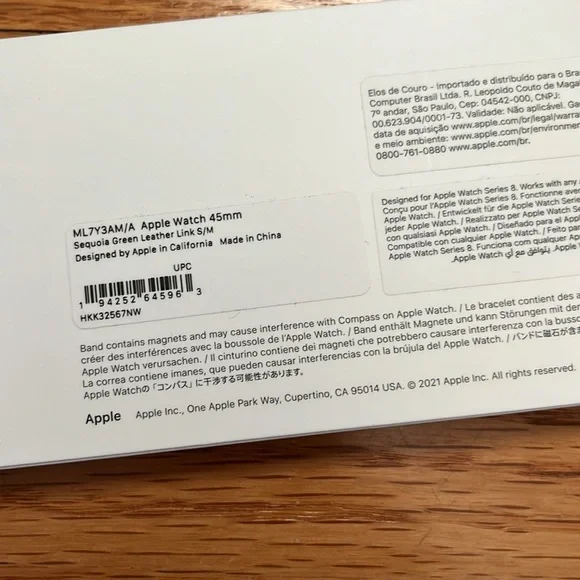 Elos de Couro - Importado e distribuído para o Bra
Computer Brasil Ltda. R. Leopoldo Couto de Magal
7º andar, São Paulo, Cep: 04542-000, CNPJ:
00.623.904/0001-73. Validade: Não aplicável. Ga
data de aquisição www.apple.com/br/legal/warra
e meio ambiente: www.apple.com/br/environmen
0800-761-0880 www.apple.com/br.
ML7Y3AM/A Apple Watch 45mm
Sequoia Green Leather Link S/M
Designed by Apple in California Made in China
UPC
1 94252 64596 3
HKK32567NW
Designed for Apple Watch Series 8. Works with any
Conçu pour l'Apple Watch Series 8. Fonctionne avec
Apple Watch. / Entwickelt für die Apple Watch Series
Apple Watch. / Realizzato per Apple Watch
con qualsiasi Apple Watch. / Diseñado para el Appl
Compatible con cualquier Apple Watch. / Feito para
Apple Watch Series 8. Funciona com qualquer Apple
Apple Watch. يتوافق مع أي Apple
Band contains magnets and may cause interference with Compass on Apple Watch. / Le bracelet contient des a
créer des interférences avec la boussole de l'Apple Watch. / Band enthält Magnete und kann Störungen mit dem
Apple Watch verursachen. / Il cinturino contiene dei magneti che potrebbero causare interferenza con la busso
La correa contiene imanes, que pueden causar interferencias con la brújula del Apple Watch. / バンドに磁石が含ま
Apple Watchの「コンパス」に干渉する可能性があります。
Apple Apple Inc., One Apple Park Way, Cupertino, CA 95014 USA. © 2021 Apple Inc. All rights reserved.